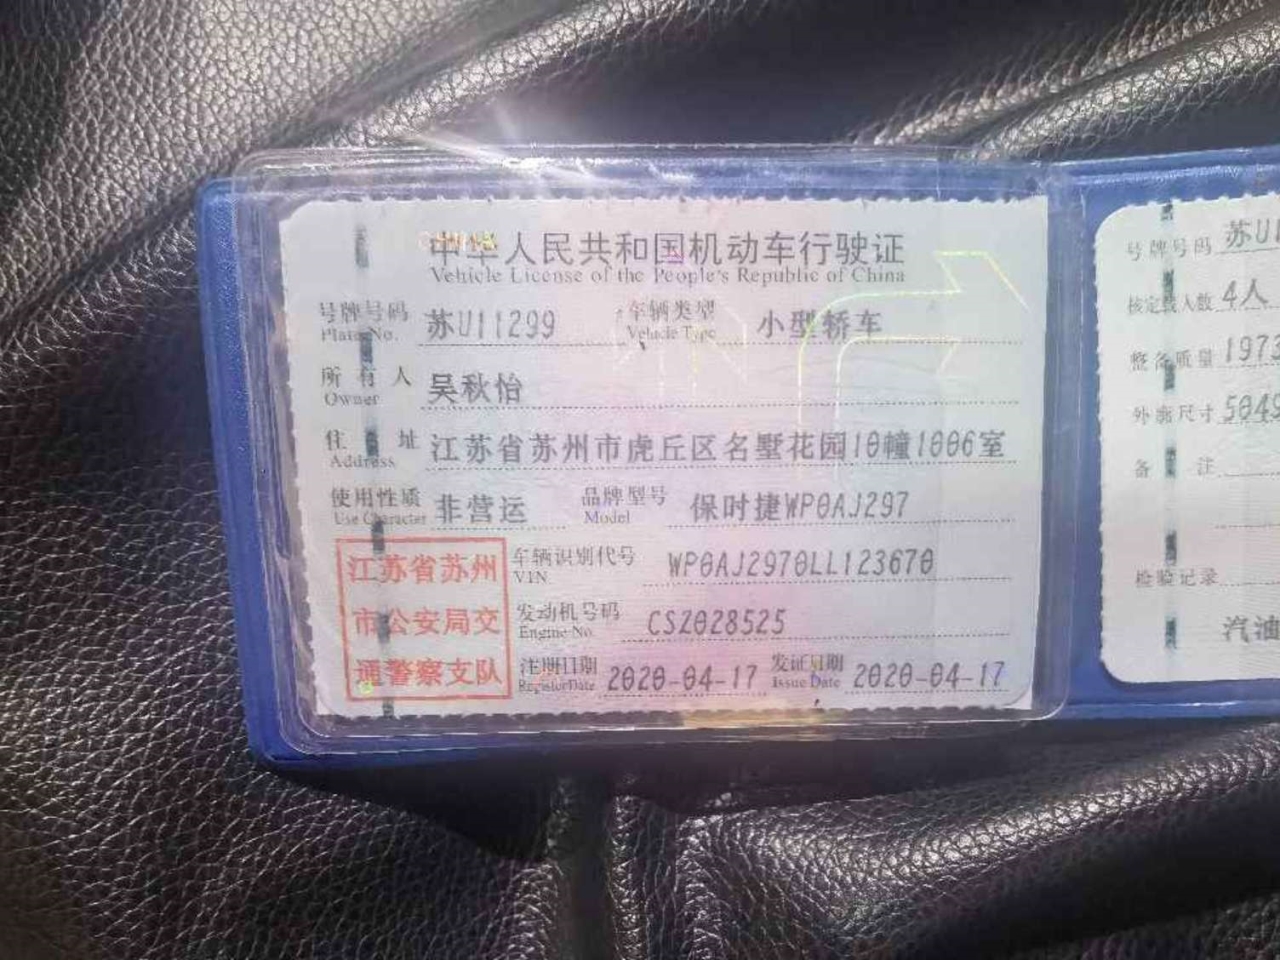 中华人民共和国机动车行驶证
Vehicle License of the People's Republic of China
号牌号码 苏U11299 车辆类型 小型轿车
Plate No. Vehicle Type
所有人 吴秋怡
Owner
住址 江苏省苏州市虎丘区名墅花园10幢1006室
Address
使用性质 非营运 品牌型号 保时捷WP0AJ297
Use Character Model
江苏省苏州
市公安局交
通警察支队
车辆识别代号 WP0AJ2970LL123670
VIN
发动机号码 CSZ028525
Engine No.
注册日期 2020-04-17 发证日期 2020-04-17
Register Date Issue Date
号牌号码 苏U1
核定载人数 4人
整备质量 1973
外廓尺寸 5049
备注
检验记录
汽油